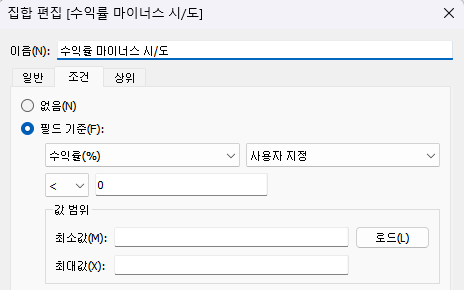 집합 편집 [수익률 마이너스 시/도]
이름(N): 수익률 마이너스 시/도
일반 조건 상위
없음(N)
필드 기준(F):
수익률(%) 사용자 지정
< 0
값 범위
최소값(M): 로드(L)
최대값(X):